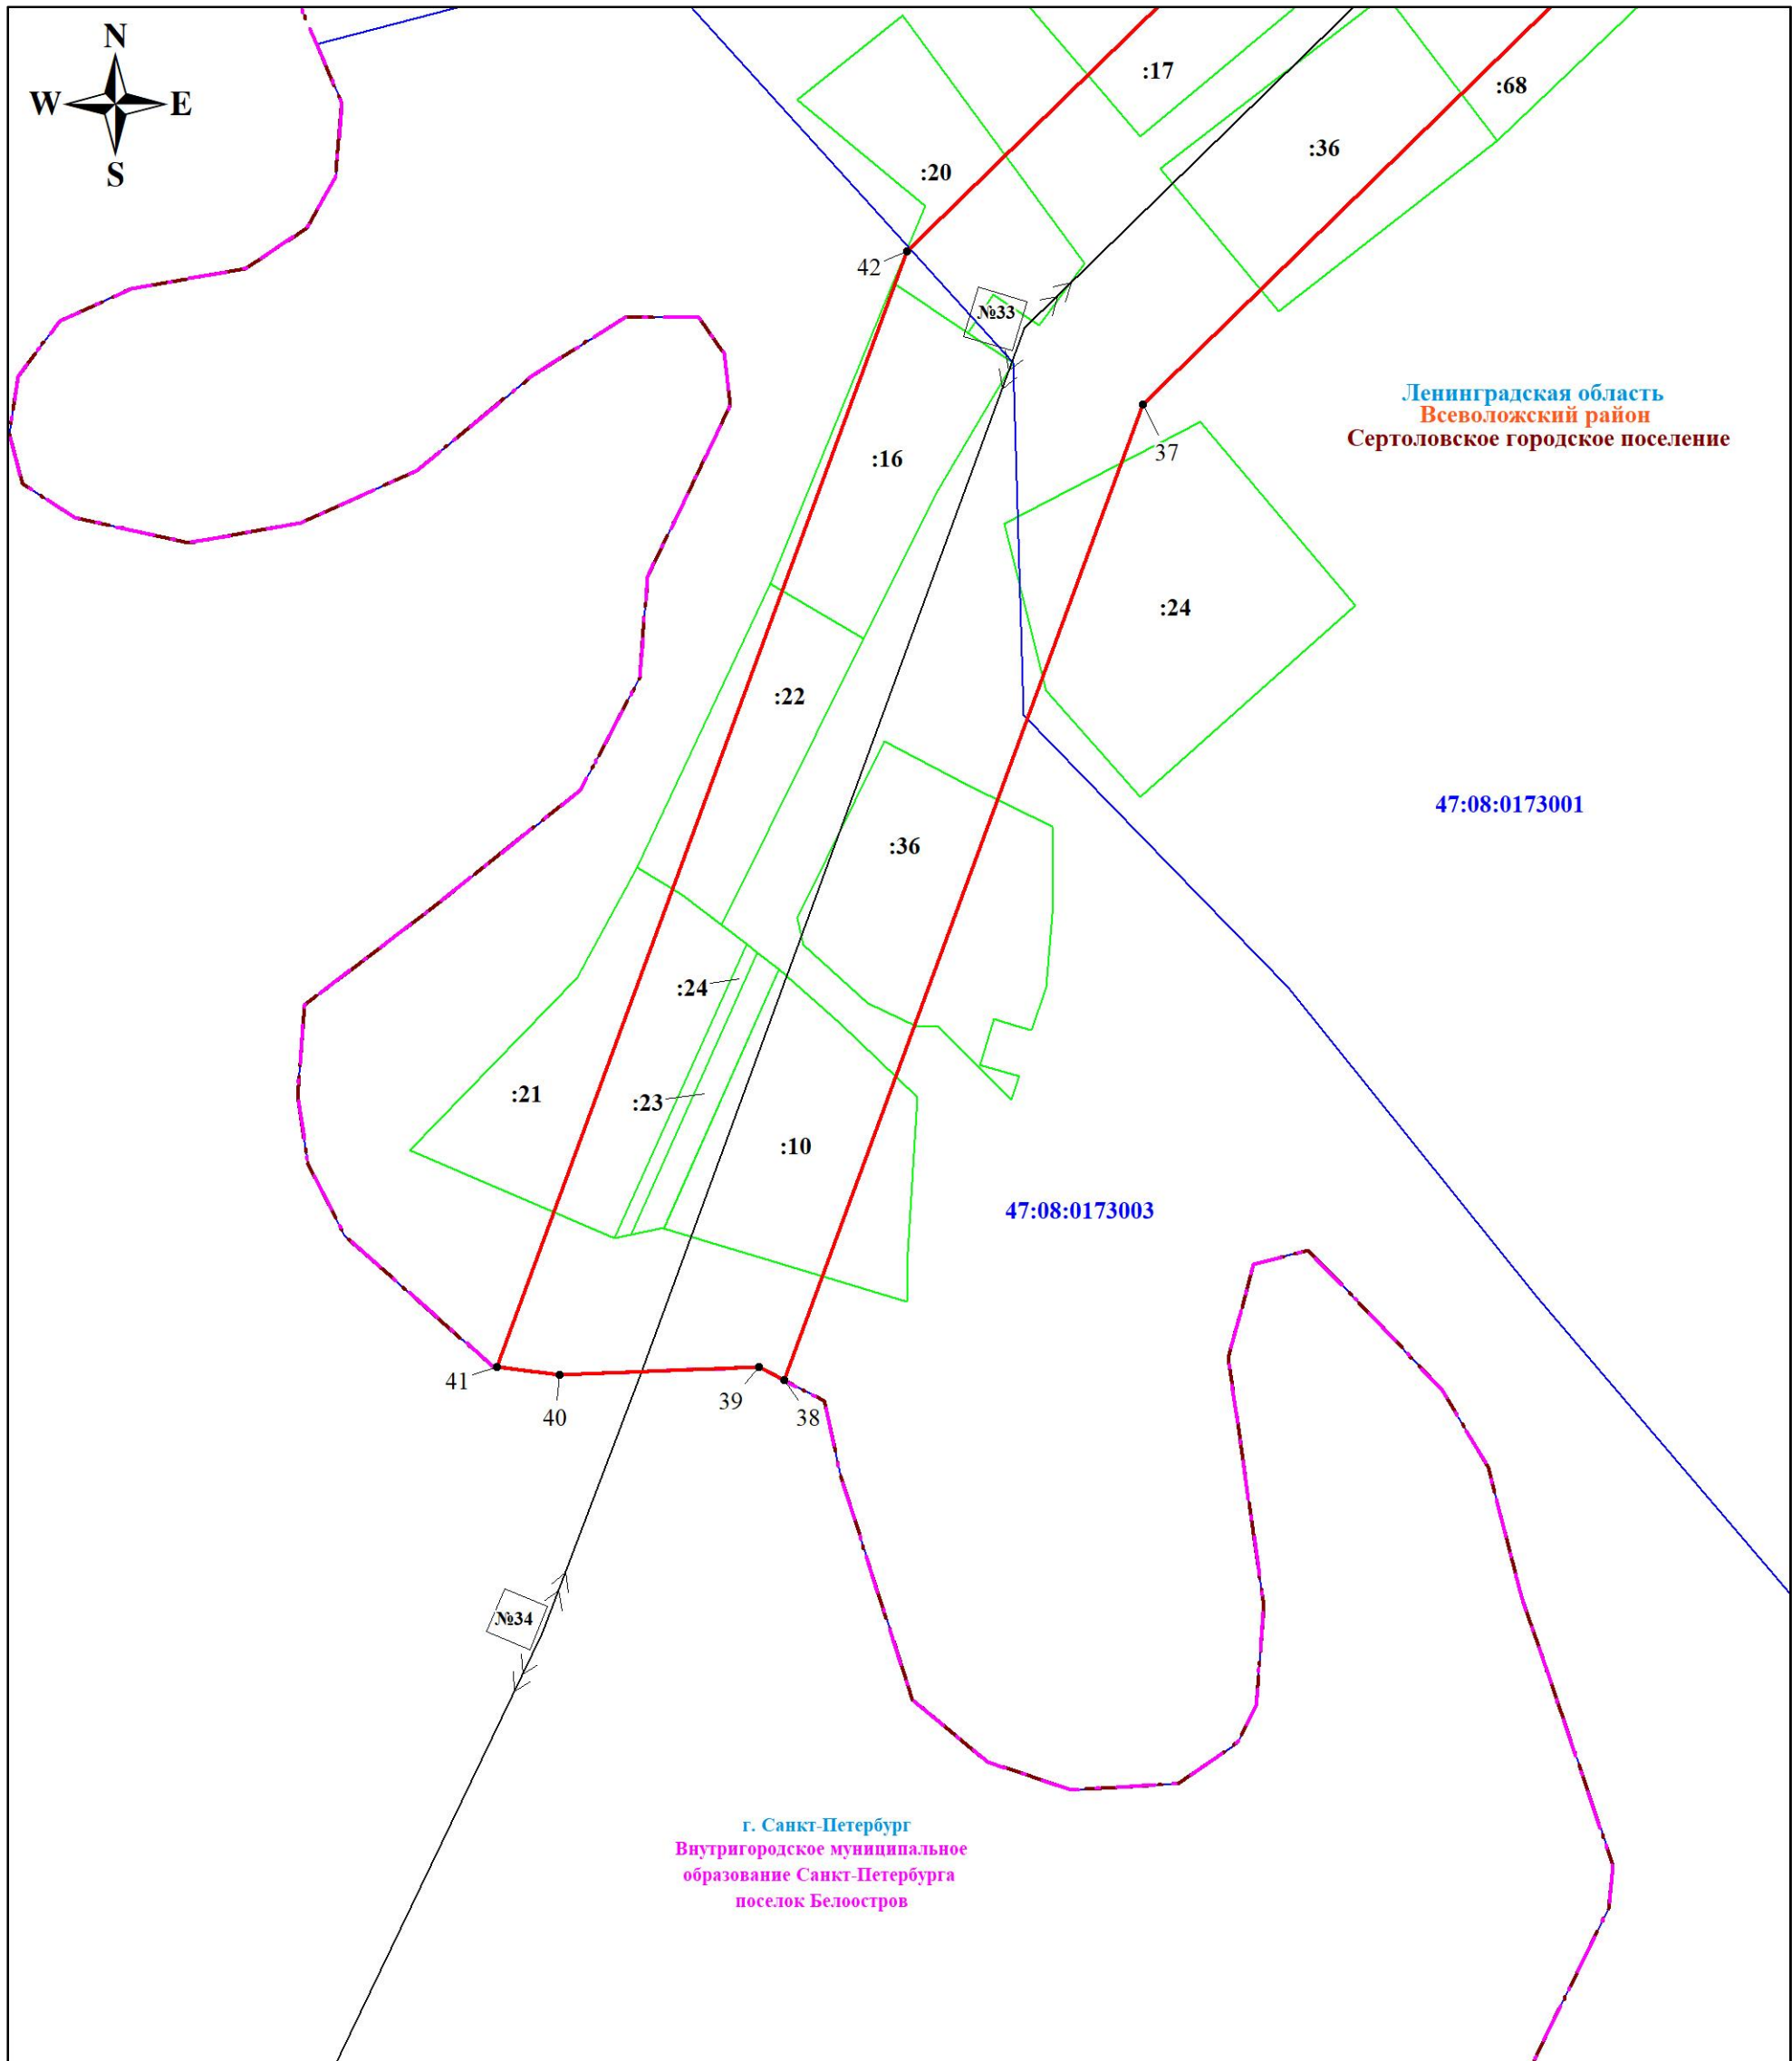 N
W E
S
:17
:68
:36
:20
42
№33
Ленинградская область
Всеволожский район
Сертоловское городское поселение
37
:16
:24
:22
47:08:0173001
:36
:24
:21
:23
:10
47:08:0173003
41
40
39
38
№34
г. Санкт-Петербург
Внутригородское муниципальное
образование Санкт-Петербурга
поселок Белоостров